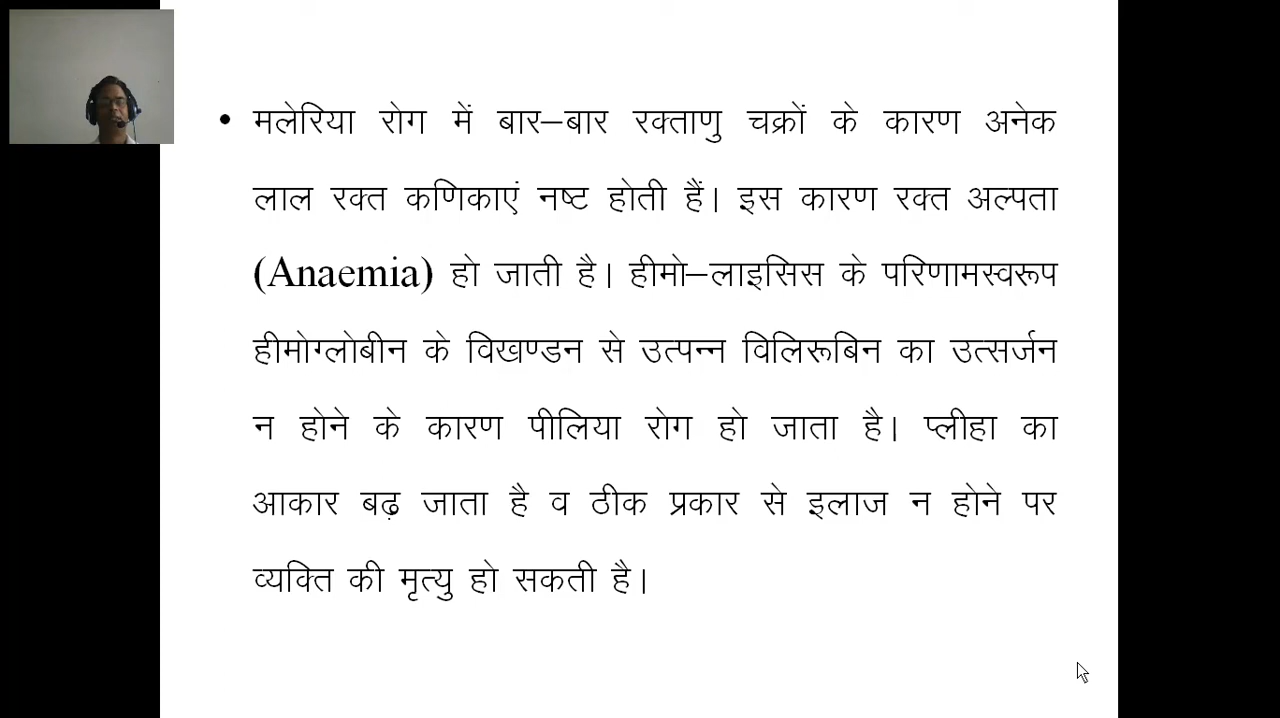 • मलेरिया रोग में बार–बार रक्ताणु चक्रों के कारण अनेक
लाल रक्त कणिकाएं नष्ट होती हैं। इस कारण रक्त अल्पता
(Anaemia) हो जाती है। हीमो–लाइसिस के परिणामस्वरूप
हीमोग्लोबीन के विखण्डन से उत्पन्न विलिरूबिन का उत्सर्जन
न होने के कारण पीलिया रोग हो जाता है। प्लीहा का
आकार बढ़ जाता है व ठीक प्रकार से इलाज न होने पर
व्यक्ति की मृत्यु हो सकती है।